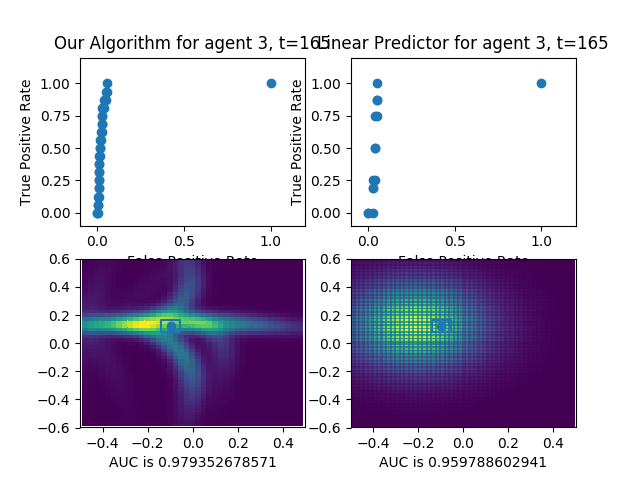 Our Algorithm for agent 3, t=165
Linear Predictor for agent 3, t=165
True Positive Rate
1.00
0.75
0.50
0.25
0.00
0.0 0.5 1.0
False Positive Rate
True Positive Rate
1.00
0.75
0.50
0.25
0.00
0.0 0.5 1.0
False Positive Rate
0.6
0.4
0.2
0.0
−0.2
−0.4
−0.6
−0.4 −0.2 0.0 0.2 0.4
AUC is 0.979352678571
0.6
0.4
0.2
0.0
−0.2
−0.4
−0.6
−0.4 −0.2 0.0 0.2 0.4
AUC is 0.959788602941